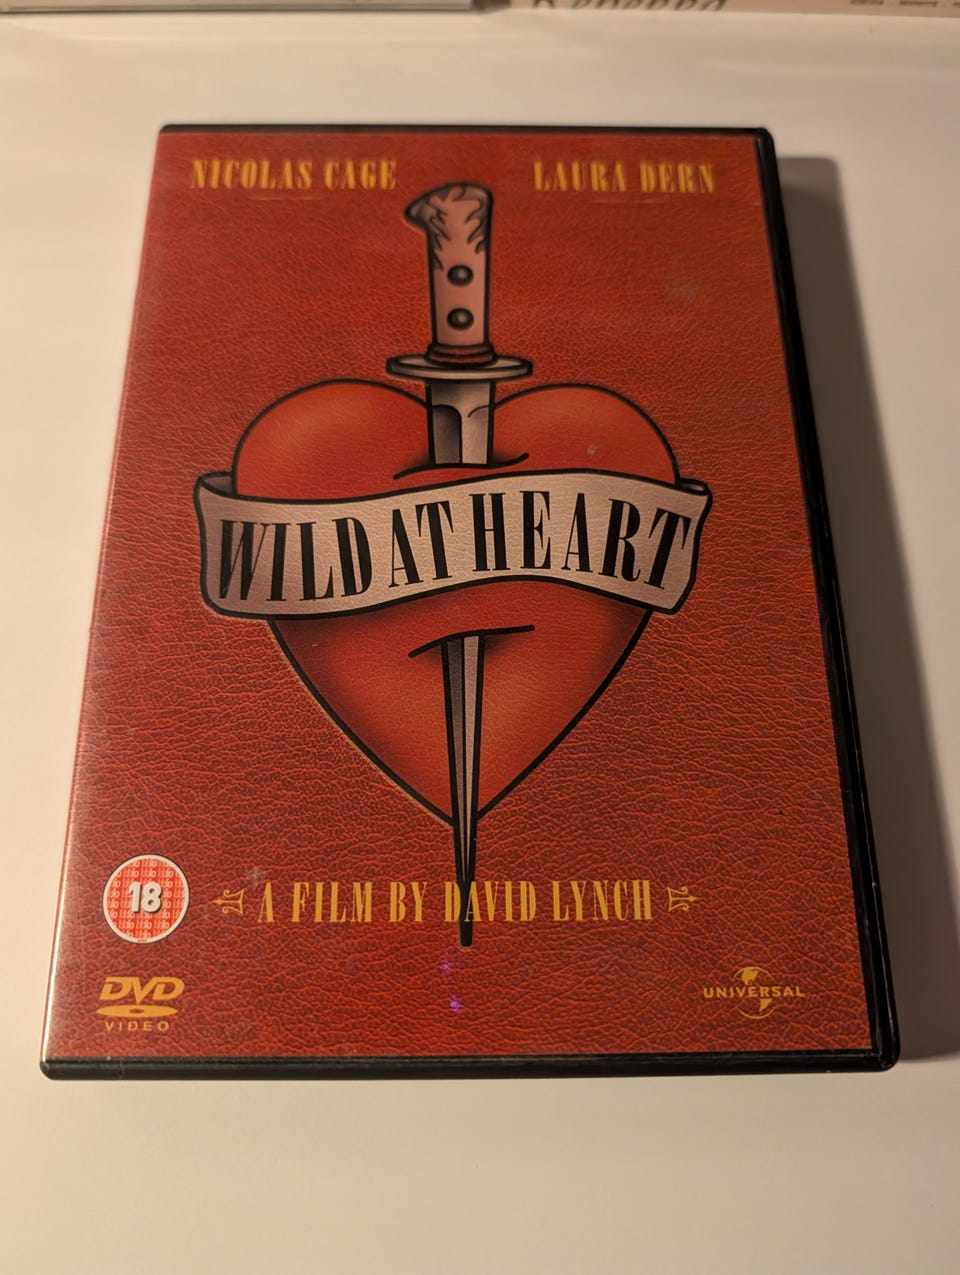 NICOLAS CAGE
LAURA DERN
WILD AT HEART
18
A FILM BY DAVID LYNCH
DVD
VIDEO
UNIVERSAL